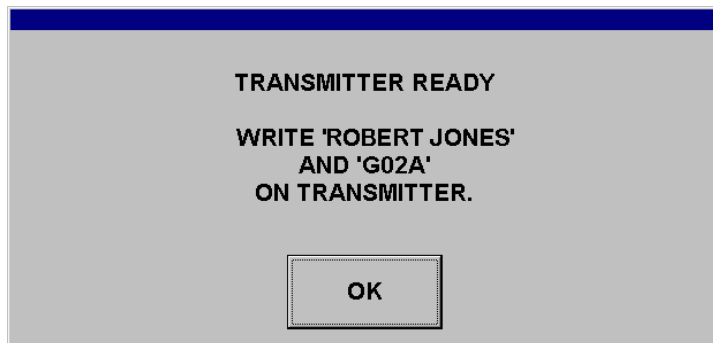 TRANSMITTER READY
WRITE 'ROBERT JONES'
AND 'G02A'
ON TRANSMITTER.
OK